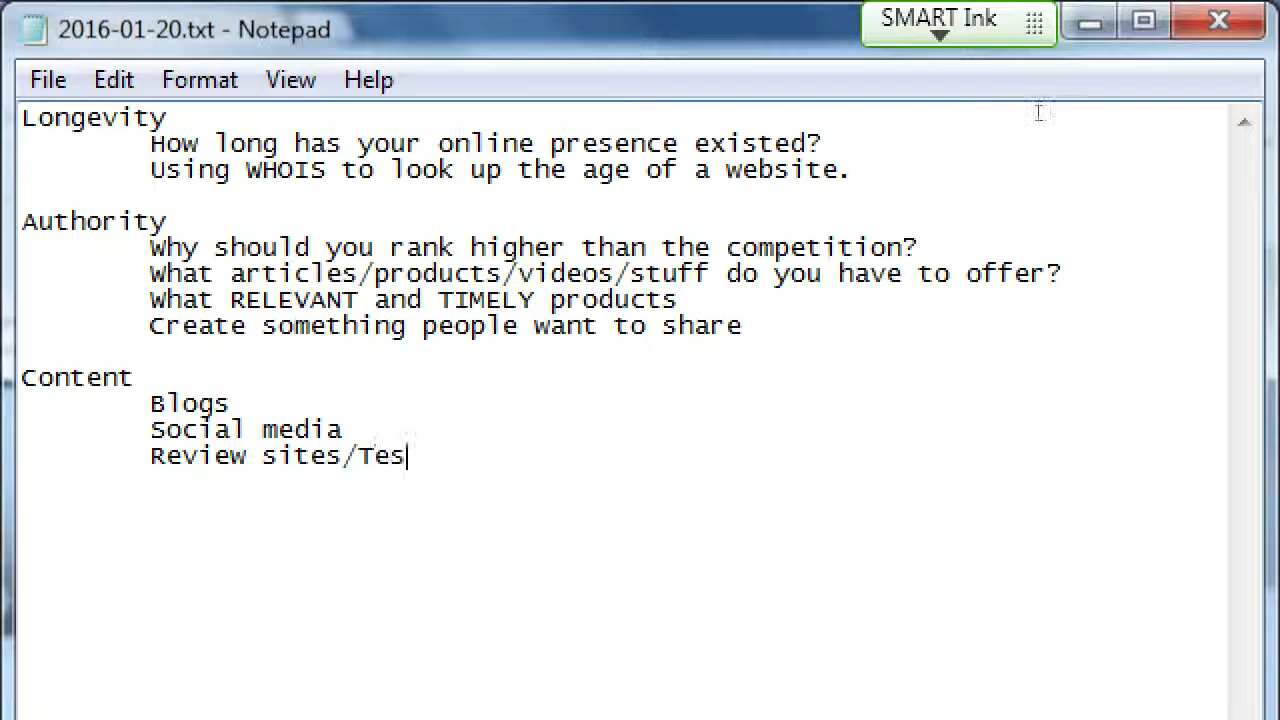 2016-01-20.txt - Notepad
SMART Ink
File Edit Format View Help
Longevity
How long has your online presence existed?
Using WHOIS to look up the age of a website.
Authority
Why should you rank higher than the competition?
What articles/products/videos/stuff do you have to offer?
What RELEVANT and TIMELY products
Create something people want to share
Content
Blogs
Social media
Review sites/Tes